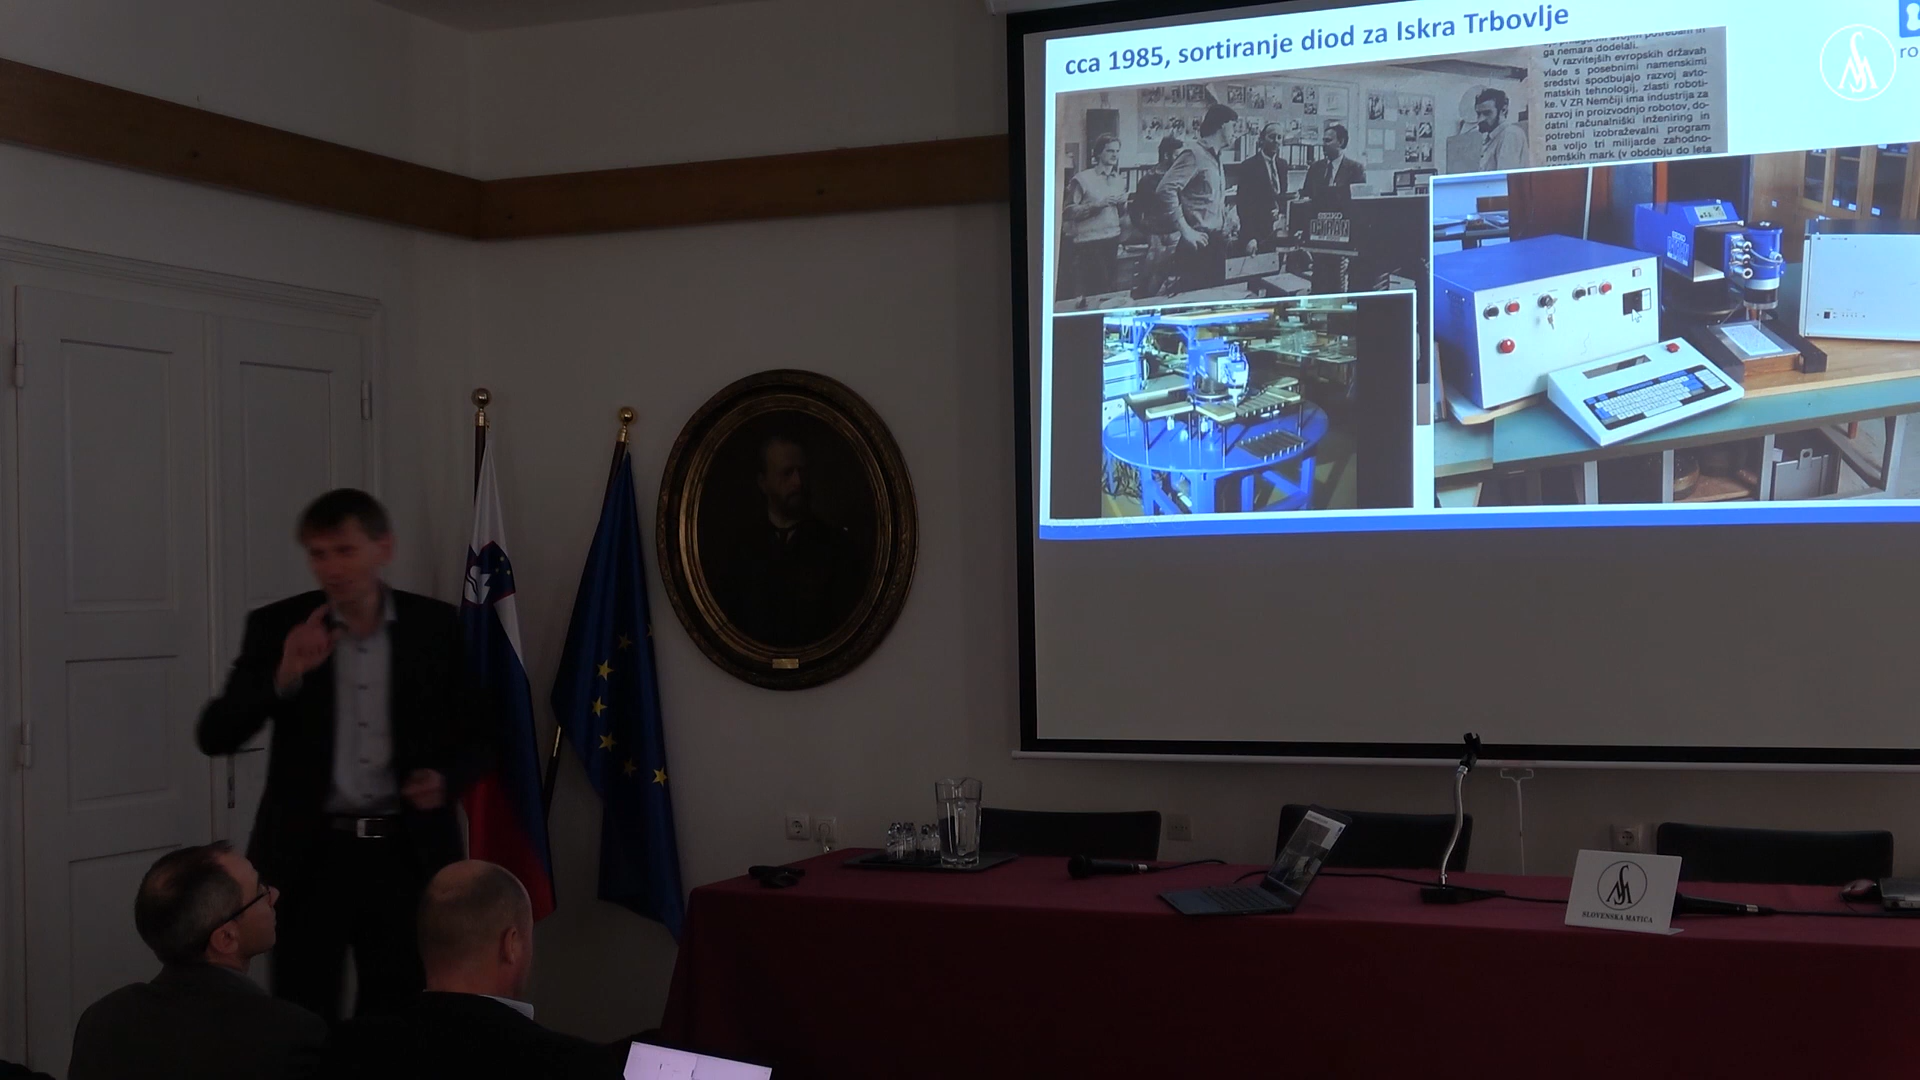 cca 1985, sortiranje diod za Iskra Trbovlje
ga nemara dodelali.
V razvitejših evropskih državah
vlade s posebnimi namenskimi
sredstvi spodbujajo razvoj avto-
matskih tehnologij, zlasti roboti-
ke. V ZR Nemčiji ima industrija za
razvoj in proizvodnjo robotov, do-
datni računalniški inženiring in
potrebni izobraževalni program
na voljo tri milijarde zahodno-
nemških mark (v obdobju do leta
ro
SLOVENSKA MATICA